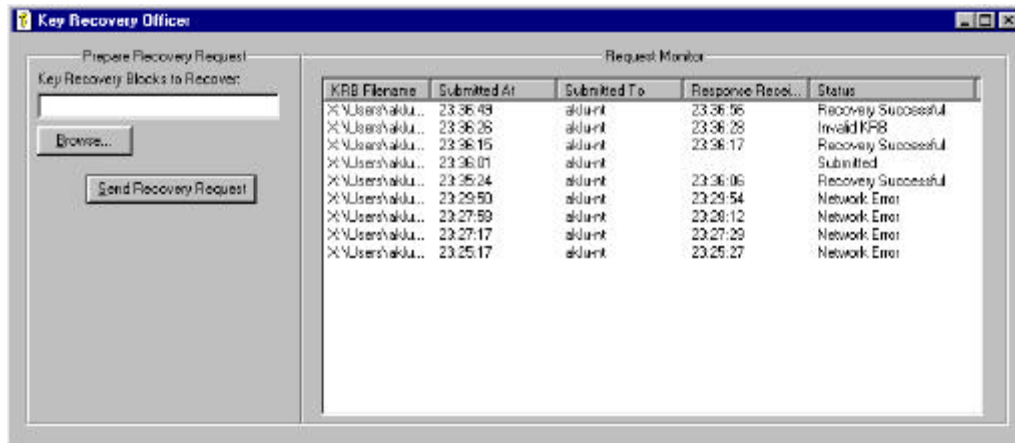 Key Recovery Officer
Prepare Recovery Request
Key Recovery Blocks to Recover:
Browse...
Send Recovery Request
Request Monitor
KRB Filename Submitted At Submitted To Response Recei... Status
X:\Users\aklu... 23:36:49 aklu-nt 23:36:56 Recovery Successful
X:\Users\aklu... 23:36:26 aklu-nt 23:36:28 Invalid KRB
X:\Users\aklu... 23:36:15 aklu-nt 23:36:17 Recovery Successful
X:\Users\aklu... 23:36:01 aklu-nt Submitted
X:\Users\aklu... 23:35:24 aklu-nt 23:36:06 Recovery Successful
X:\Users\aklu... 23:29:50 aklu-nt 23:29:54 Network Error
X:\Users\aklu... 23:27:59 aklu-nt 23:28:12 Network Error
X:\Users\aklu... 23:27:17 aklu-nt 23:27:29 Network Error
X:\Users\aklu... 23:25:17 aklu-nt 23:25:27 Network Error